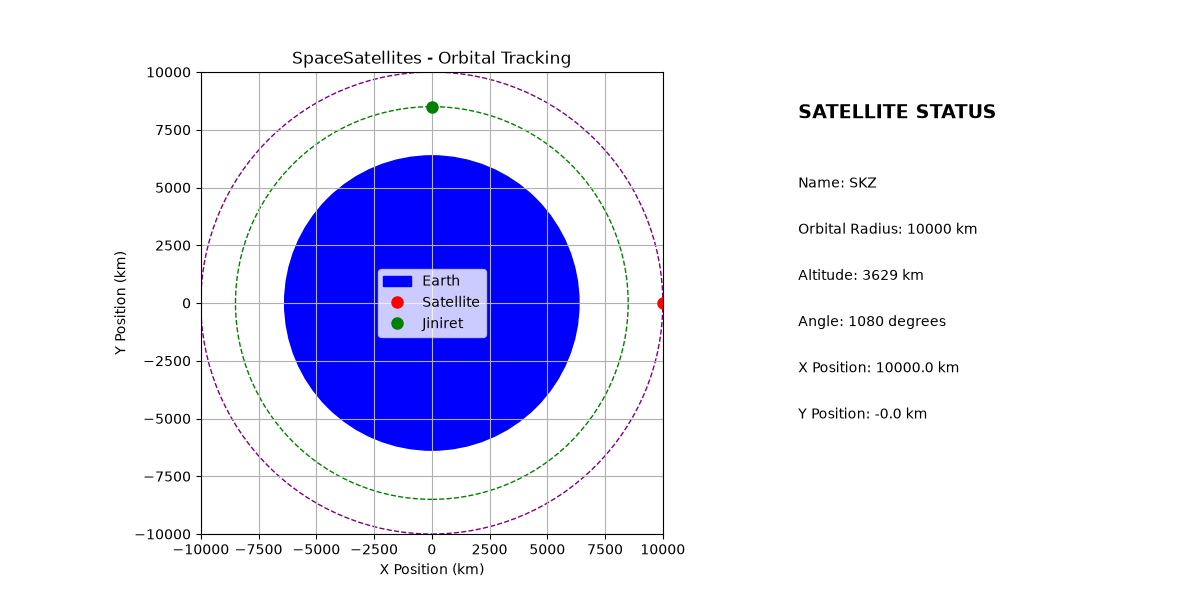 SpaceSatellites - Orbital Tracking
10000
7500
5000
2500
0
−2500
−5000
−7500
−10000
Y Position (km)
Earth
Satellite
Jiniret
−10000 −7500 −5000 −2500 0 2500 5000 7500 10000
X Position (km)
SATELLITE STATUS
Name: SKZ
Orbital Radius: 10000 km
Altitude: 3629 km
Angle: 1080 degrees
X Position: 10000.0 km
Y Position: -0.0 km